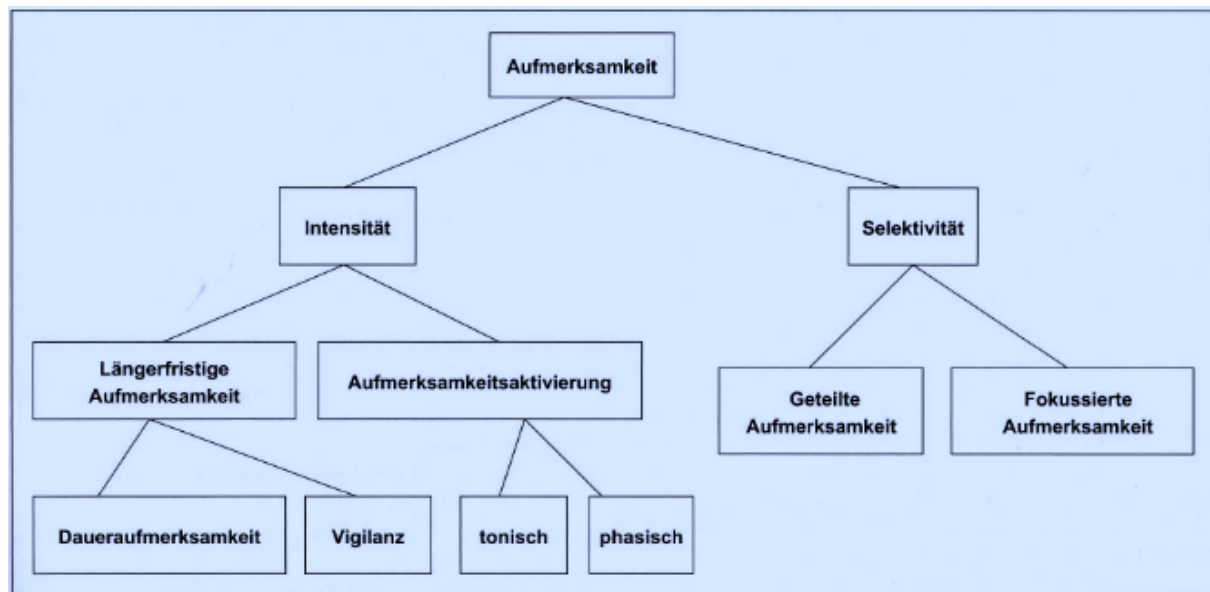 Aufmerksamkeit
Intensität
Selektivität
Längerfristige
Aufmerksamkeit
Aufmerksamkeitsaktivierung
Geteilte
Aufmerksamkeit
Fokussierte
Aufmerksamkeit
Daueraufmerksamkeit
Vigilanz
tonisch
phasisch